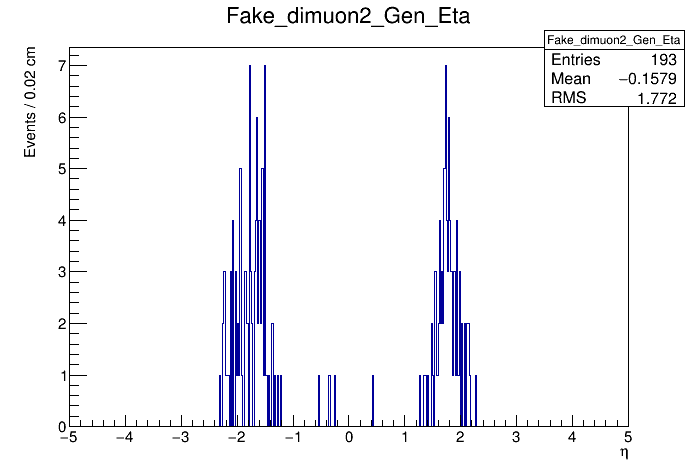 Fake_dimuon2_Gen_Eta
Fake_dimuon2_Gen_Eta
Entries 193
Mean −0.1579
RMS 1.772
Events / 0.02 cm
7
6
5
4
3
2
1
0
−5 −4 −3 −2 −1 0 1 2 3 4 5
η